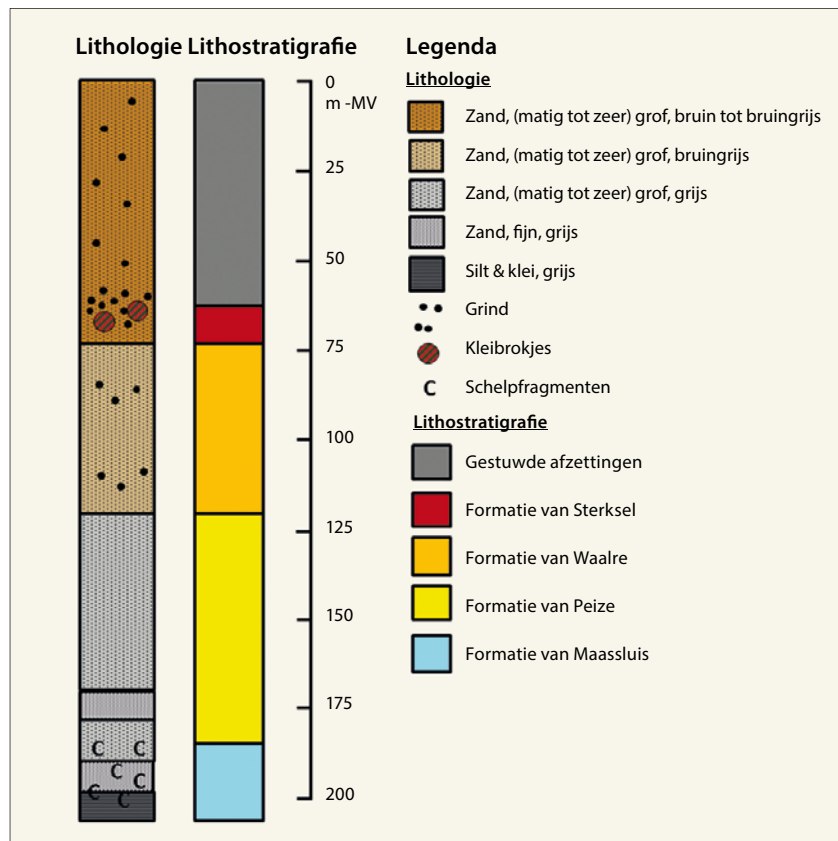 Lithologie Lithostratigrafie
0
m -MV
25
50
75
100
125
150
175
200
C C
C
C
C
C
Legenda
Lithologie
Zand, (matig tot zeer) grof, bruin tot bruingrijs
Zand, (matig tot zeer) grof, bruingrijs
Zand, (matig tot zeer) grof, grijs
Zand, fijn, grijs
Silt & klei, grijs
Grind
Kleibrokjes
C Schelpfragmenten
Lithostratigrafie
Gestuwde afzettingen
Formatie van Sterksel
Formatie van Waalre
Formatie van Peize
Formatie van Maassluis